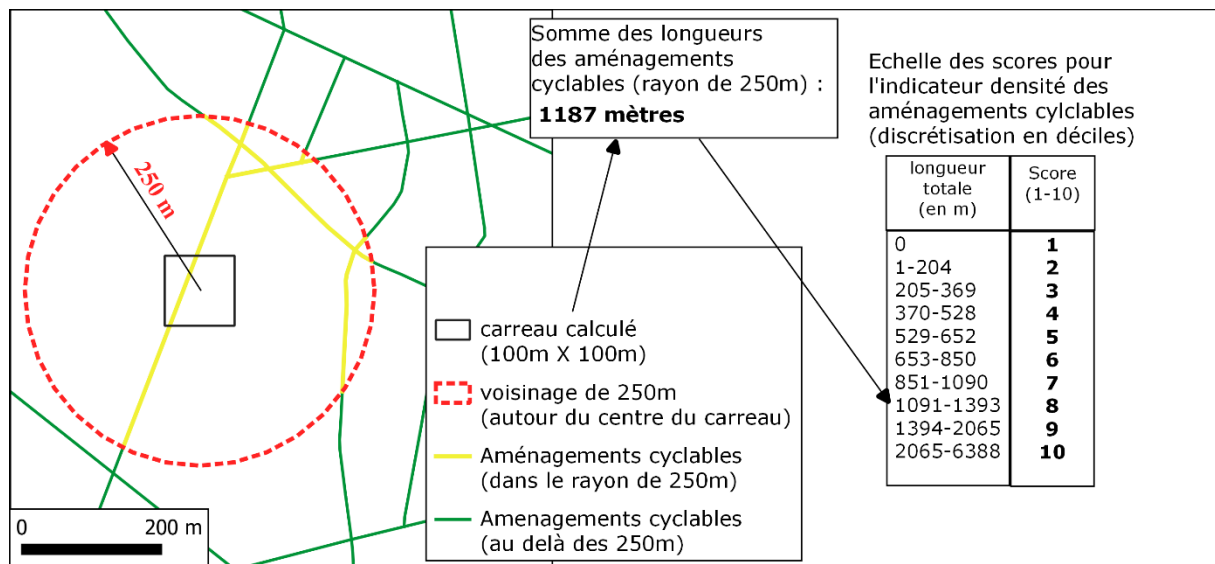 Somme des longueurs
des aménagements
cyclables (rayon de 250m) :
1187 mètres
Echelle des scores pour
l'indicateur densité des
aménagements cylclables
(discrétisation en déciles)
longueur totale (en m) Score (1-10)
0 1
1-204 2
205-369 3
370-528 4
529-652 5
653-850 6
851-1090 7
1091-1393 8
1394-2065 9
2065-6388 10
250 m
carreau calculé
(100m X 100m)
voisinage de 250m
(autour du centre du carreau)
Aménagements cyclables
(dans le rayon de 250m)
Amenagements cyclables
(au delà des 250m)
0 200 m